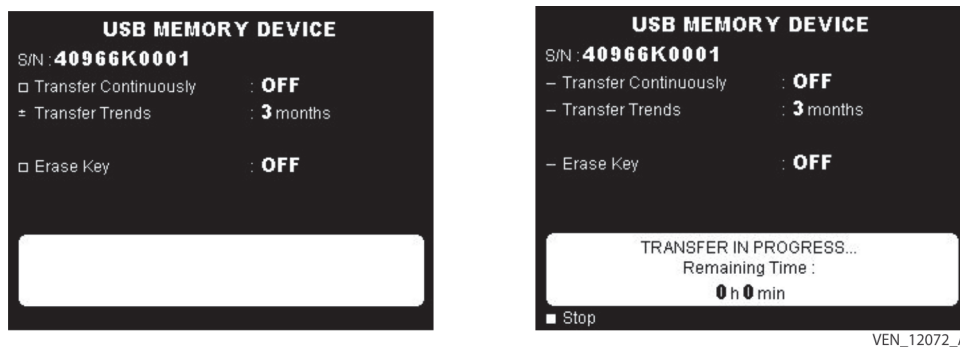 USB MEMORY DEVICE
S/N : 40966K0001
□ Transfer Continuously : OFF
± Transfer Trends : 3 months
□ Erase Key : OFF
USB MEMORY DEVICE
S/N : 40966K0001
– Transfer Continuously : OFF
– Transfer Trends : 3 months
– Erase Key : OFF
TRANSFER IN PROGRESS...
Remaining Time :
0 h 0 min
■ Stop